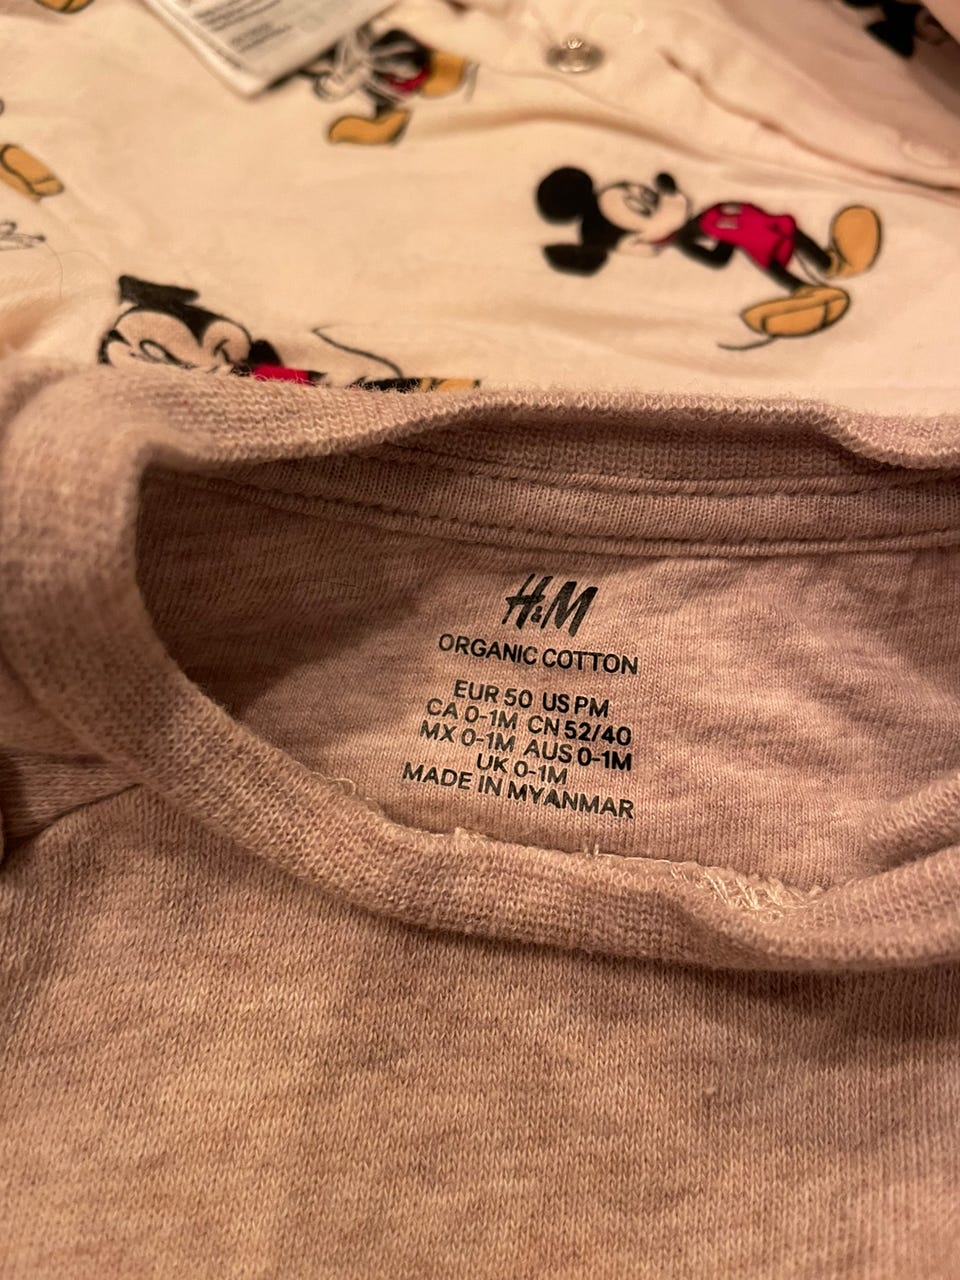 H&M
ORGANIC COTTON
EUR 50 US PM
CA 0-1M CN 52/40
MX 0-1M AUS 0-1M
UK 0-1M
MADE IN MYANMAR